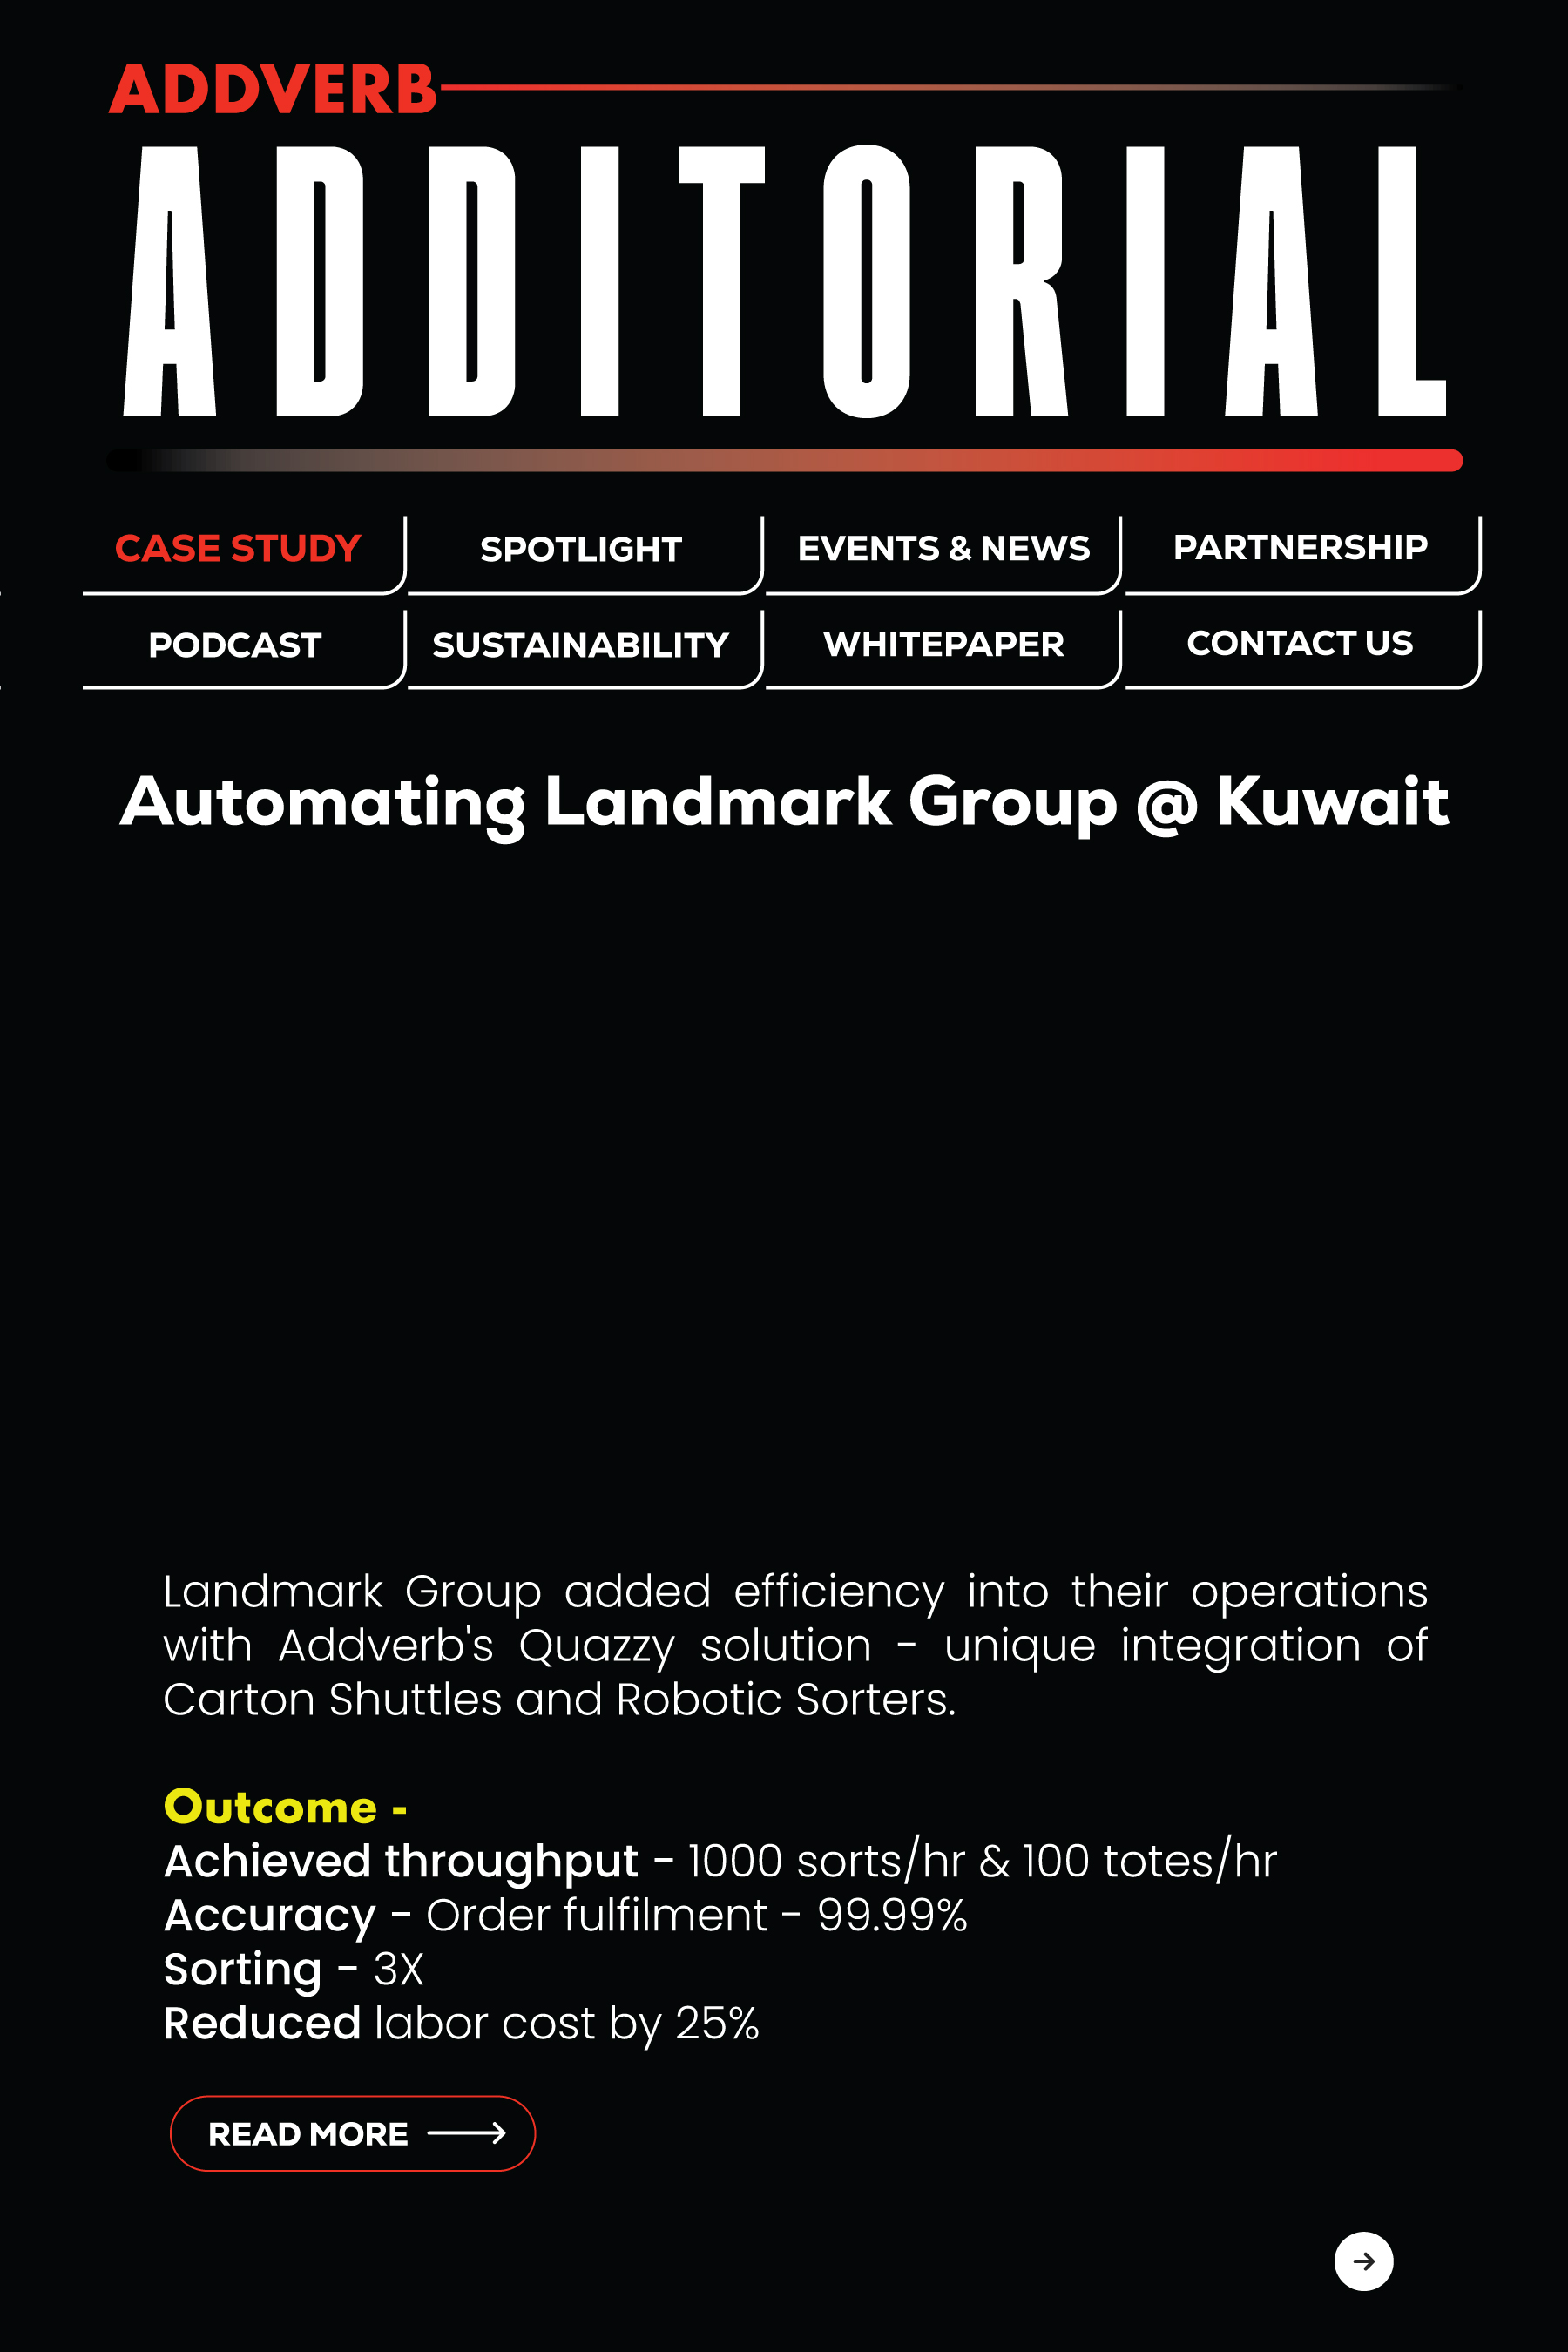 ADDVERB
ADDITORIAL
CASE STUDY SPOTLIGHT EVENTS & NEWS PARTNERSHIP
PODCAST SUSTAINABILITY WHITEPAPER CONTACT US
Automating Landmark Group @ Kuwait
Landmark Group added efficiency into their operations
with Addverb's Quazzy solution - unique integration of
Carton Shuttles and Robotic Sorters.
Outcome -
Achieved throughput - 1000 sorts/hr & 100 totes/hr
Accuracy - Order fulfilment - 99.99%
Sorting - 3X
Reduced labor cost by 25%
READ MORE